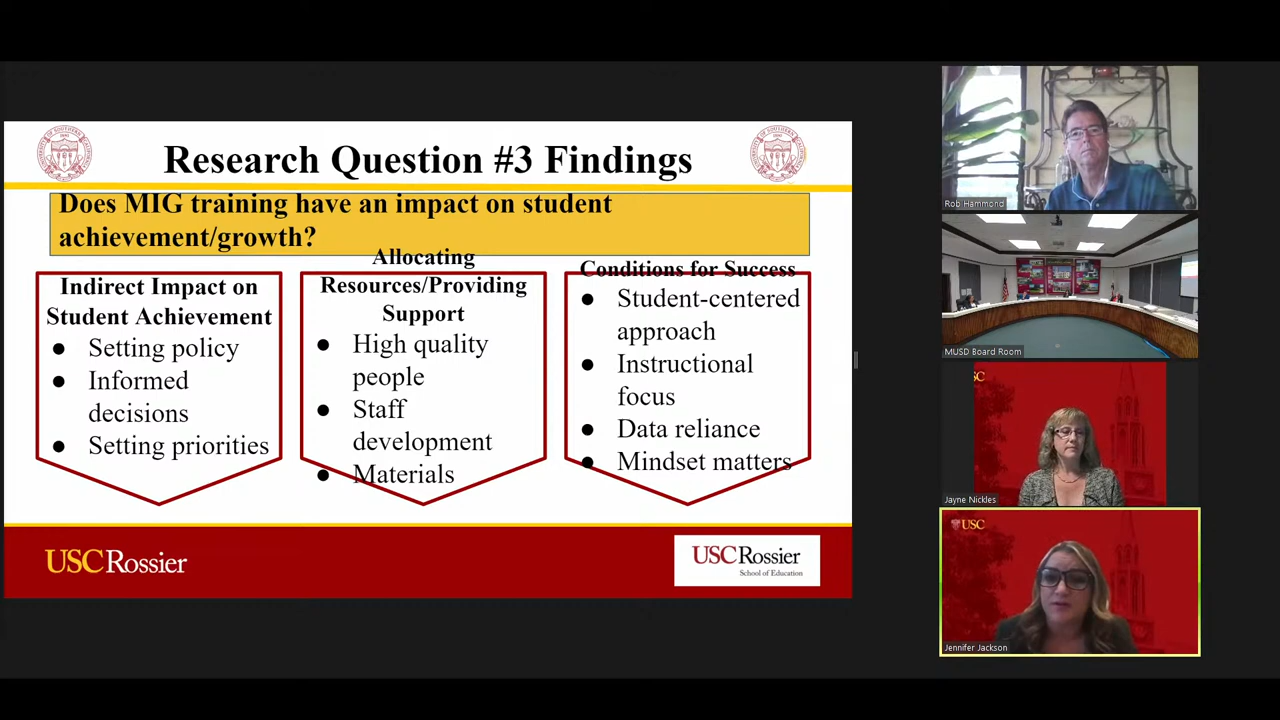 Research Question #3 Findings
Does MIG training have an impact on student
achievement/growth?
Indirect Impact on
Student Achievement
● Setting policy
● Informed
decisions
● Setting priorities
Allocating
Resources/Providing
Support
● High quality
people
● Staff
development
● Materials
Conditions for Success
● Student-centered
approach
● Instructional
focus
● Data reliance
● Mindset matters
USC Rossier
USC Rossier
School of Education
Rob Hammond
MUSD Board Room
SC
Jayne Nickles
USC
Jennifer Jackson